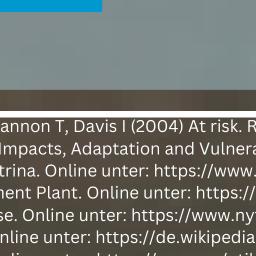 annon T, Davis I (2004) At risk. R
Impacts, Adaptation and Vulnera
trina. Online unter: https://www.
ment Plant. Online unter: https://
se. Online unter: https://www.ny
nline unter: https://de.wikipedia